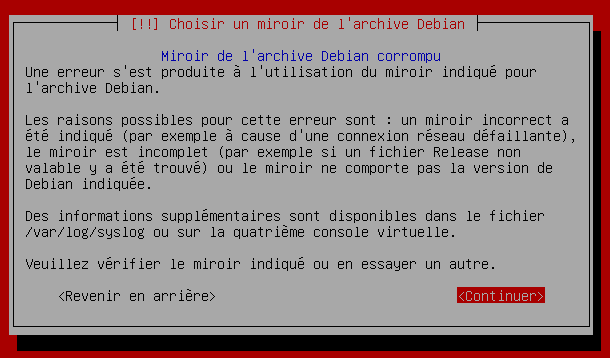 [!!] Choisir un miroir de l'archive Debian
Miroir de l'archive Debian corrompu
Une erreur s'est produite à l'utilisation du miroir indiqué pour
l'archive Debian.
Les raisons possibles pour cette erreur sont : un miroir incorrect a
été indiqué (par exemple à cause d'une connexion réseau défaillante),
le miroir est incomplet (par exemple si un fichier Release non
valable y a été trouvé) ou le miroir ne comporte pas la version de
Debian indiquée.
Des informations supplémentaires sont disponibles dans le fichier
/var/log/syslog ou sur la quatrième console virtuelle.
Veuillez vérifier le miroir indiqué ou en essayer un autre.
<Revenir en arrière> <Continuer>